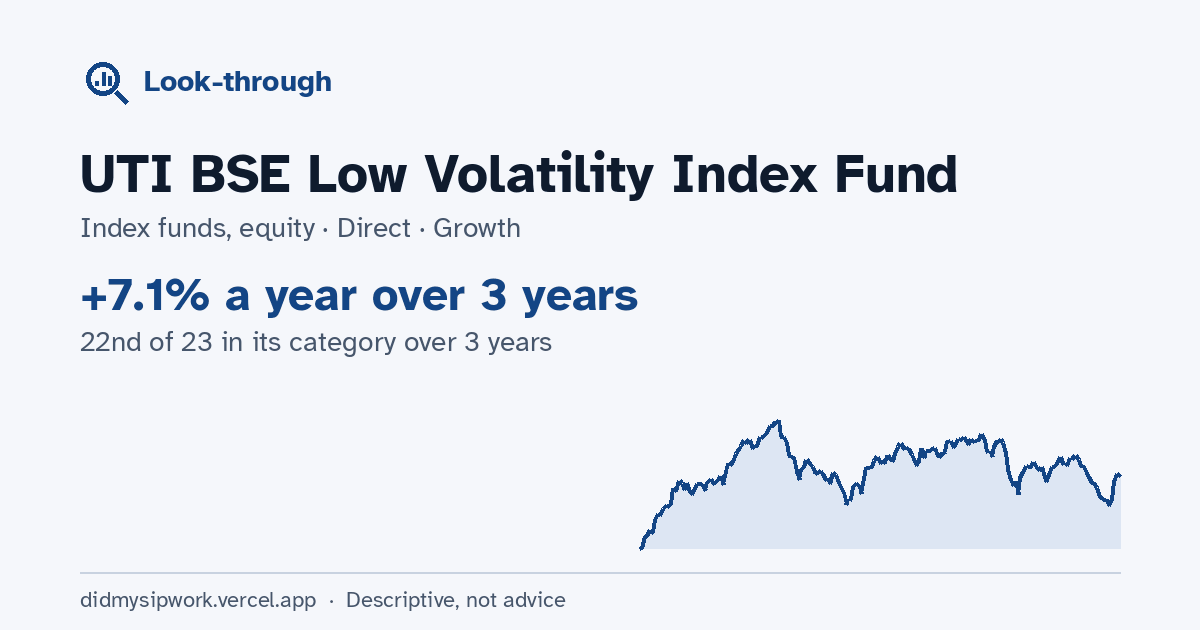 Look-through
UTI BSE Low Volatility Index Fund
Index funds, equity · Direct · Growth
+7.1% a year over 3 years
22nd of 23 in its category over 3 years
didmysipwork.vercel.app · Descriptive, not advice